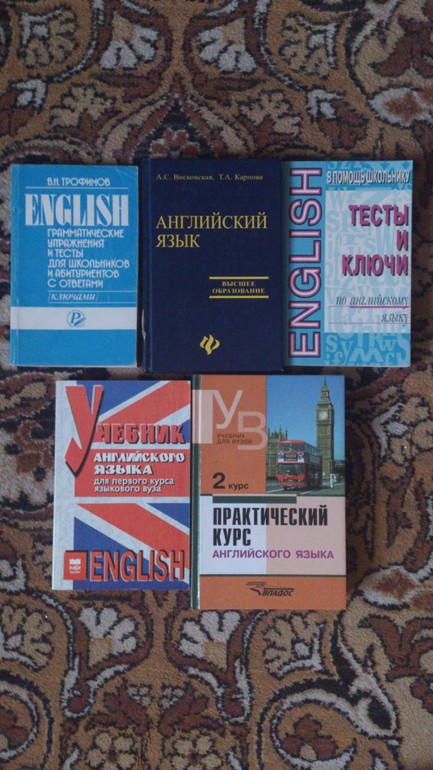 В.Н. ТРОФИМОВ
ENGLISH
ГРАММАТИЧЕСКИЕ
УПРАЖНЕНИЯ
И ТЕСТЫ
ДЛЯ ШКОЛЬНИКОВ
И АБИТУРИЕНТОВ
С ОТВЕТАМИ
(КЛЮЧАМИ)
А.С. Восковская, Т.А. Карпова
АНГЛИЙСКИЙ
ЯЗЫК
ВЫСШЕЕ
ОБРАЗОВАНИЕ
В ПОМОЩЬ ШКОЛЬНИКУ
ENGLISH
ТЕСТЫ
И
КЛЮЧИ
по английскому
языку
УЧЕБНИК
АНГЛИЙСКОГО
ЯЗЫКА
для первого курса
языкового вуза
ENGLISH
УВ
УЧЕБНИК ДЛЯ ВУЗОВ
2 курс
ПРАКТИЧЕСКИЙ
КУРС
АНГЛИЙСКОГО ЯЗЫКА
ВЛАДОС